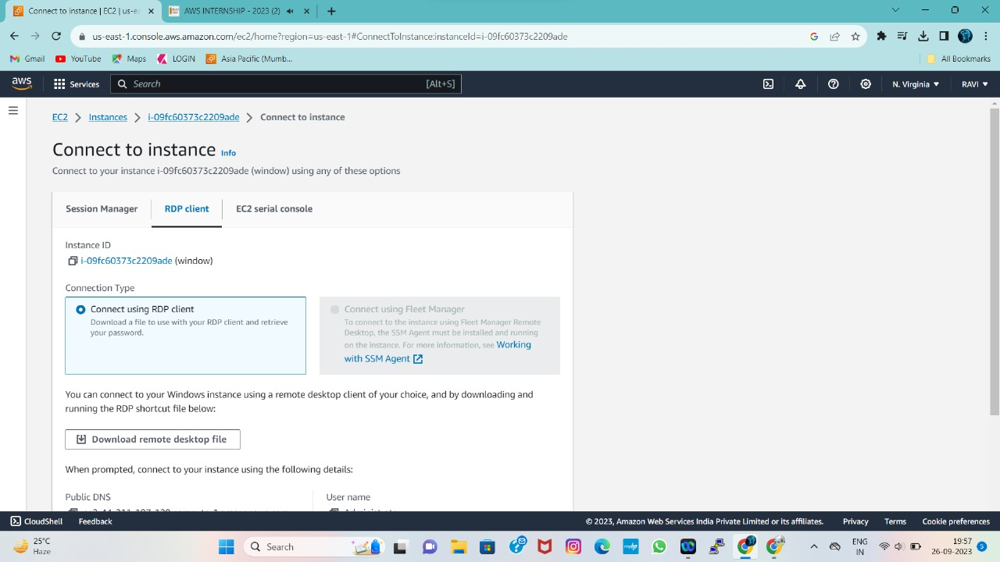 EC2 | Connect to instance | EC2 | us-e
AWS INTERNSHIP - 2023 (2)
us-east-1.console.aws.amazon.com/ec2/home?region=us-east-1#ConnectToInstance:instanceId=i-09fc60373c2209ade
Gmail YouTube Maps LOGIN Asia Pacific (Mumb... All Bookmarks
aws Services Search [Alt+S] N. Virginia RAVI
EC2 Instances i-09fc60373c2209ade Connect to instance
Connect to instance Info
Connect to your instance i-09fc60373c2209ade (window) using any of these options
Session Manager RDP client EC2 serial console
Instance ID
i-09fc60373c2209ade (window)
Connection Type
Connect using RDP client
Download a file to use with your RDP client and retrieve
your password.
Connect using Fleet Manager
To connect to the instance using Fleet Manager Remote
Desktop, the SSM Agent must be installed and running
on the instance. For more information, see Working
with SSM Agent
You can connect to your Windows instance using a remote desktop client of your choice, and by downloading and
running the RDP shortcut file below:
Download remote desktop file
When prompted, connect to your instance using the following details:
Public DNS User name
CloudShell Feedback © 2023, Amazon Web Services India Private Limited or its affiliates. Privacy Terms Cookie preferences
25°C
Haze
Search
ENG
IN
19:57
26-09-2023
5